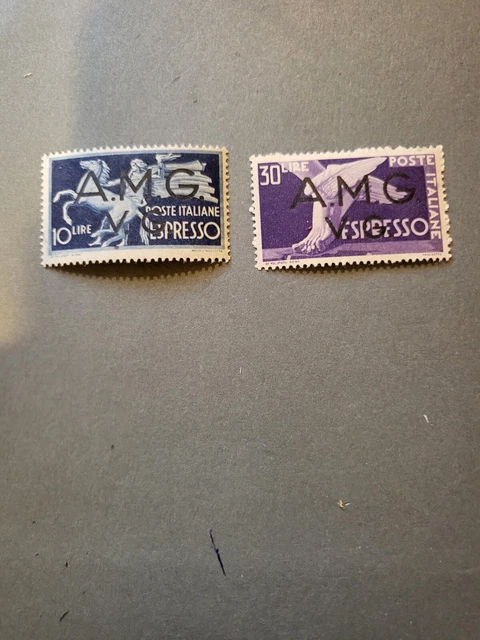 A.M.G.
V.G.
POSTE ITALIANE
10 LIRE ESPRESSO
30 LIRE POSTE ITALIANE
A.M.G.
V.G.
ESPRESSO